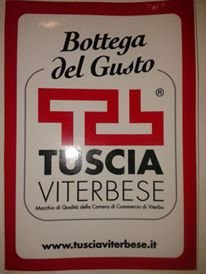 Bottega
del Gusto
®
TUSCIA
VITERBESE
Marchio di Qualità della Camera di Commercio di Viterbo
www.tusciaviterbese.it